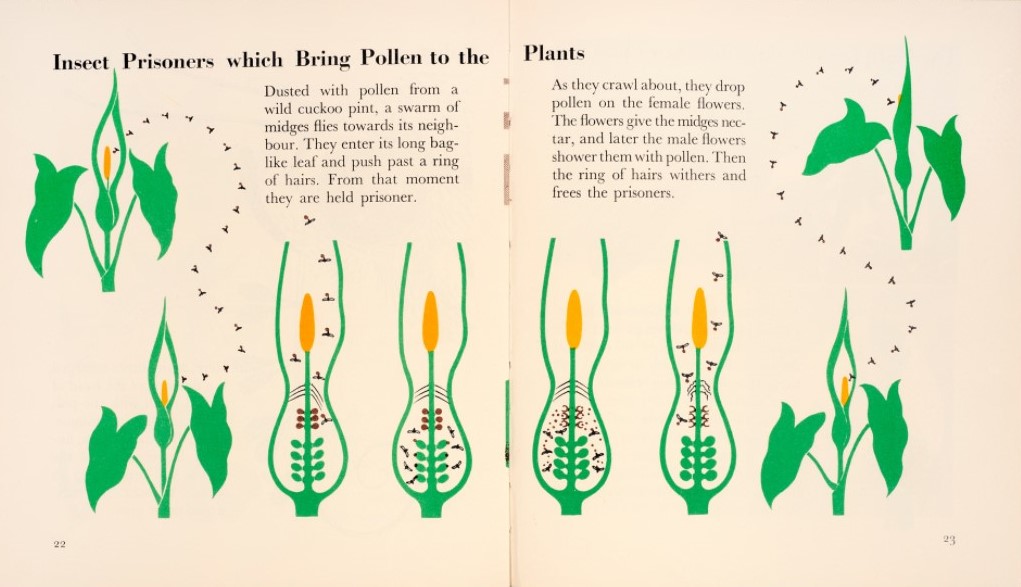 Insect Prisoners which Bring Pollen to the Plants
Dusted with pollen from a
wild cuckoo pint, a swarm of
midges flies towards its neigh-
bour. They enter its long bag-
like leaf and push past a ring
of hairs. From that moment
they are held prisoner.
As they crawl about, they drop
pollen on the female flowers.
The flowers give the midges nec-
tar, and later the male flowers
shower them with pollen. Then
the ring of hairs withers and
frees the prisoners.
22
23